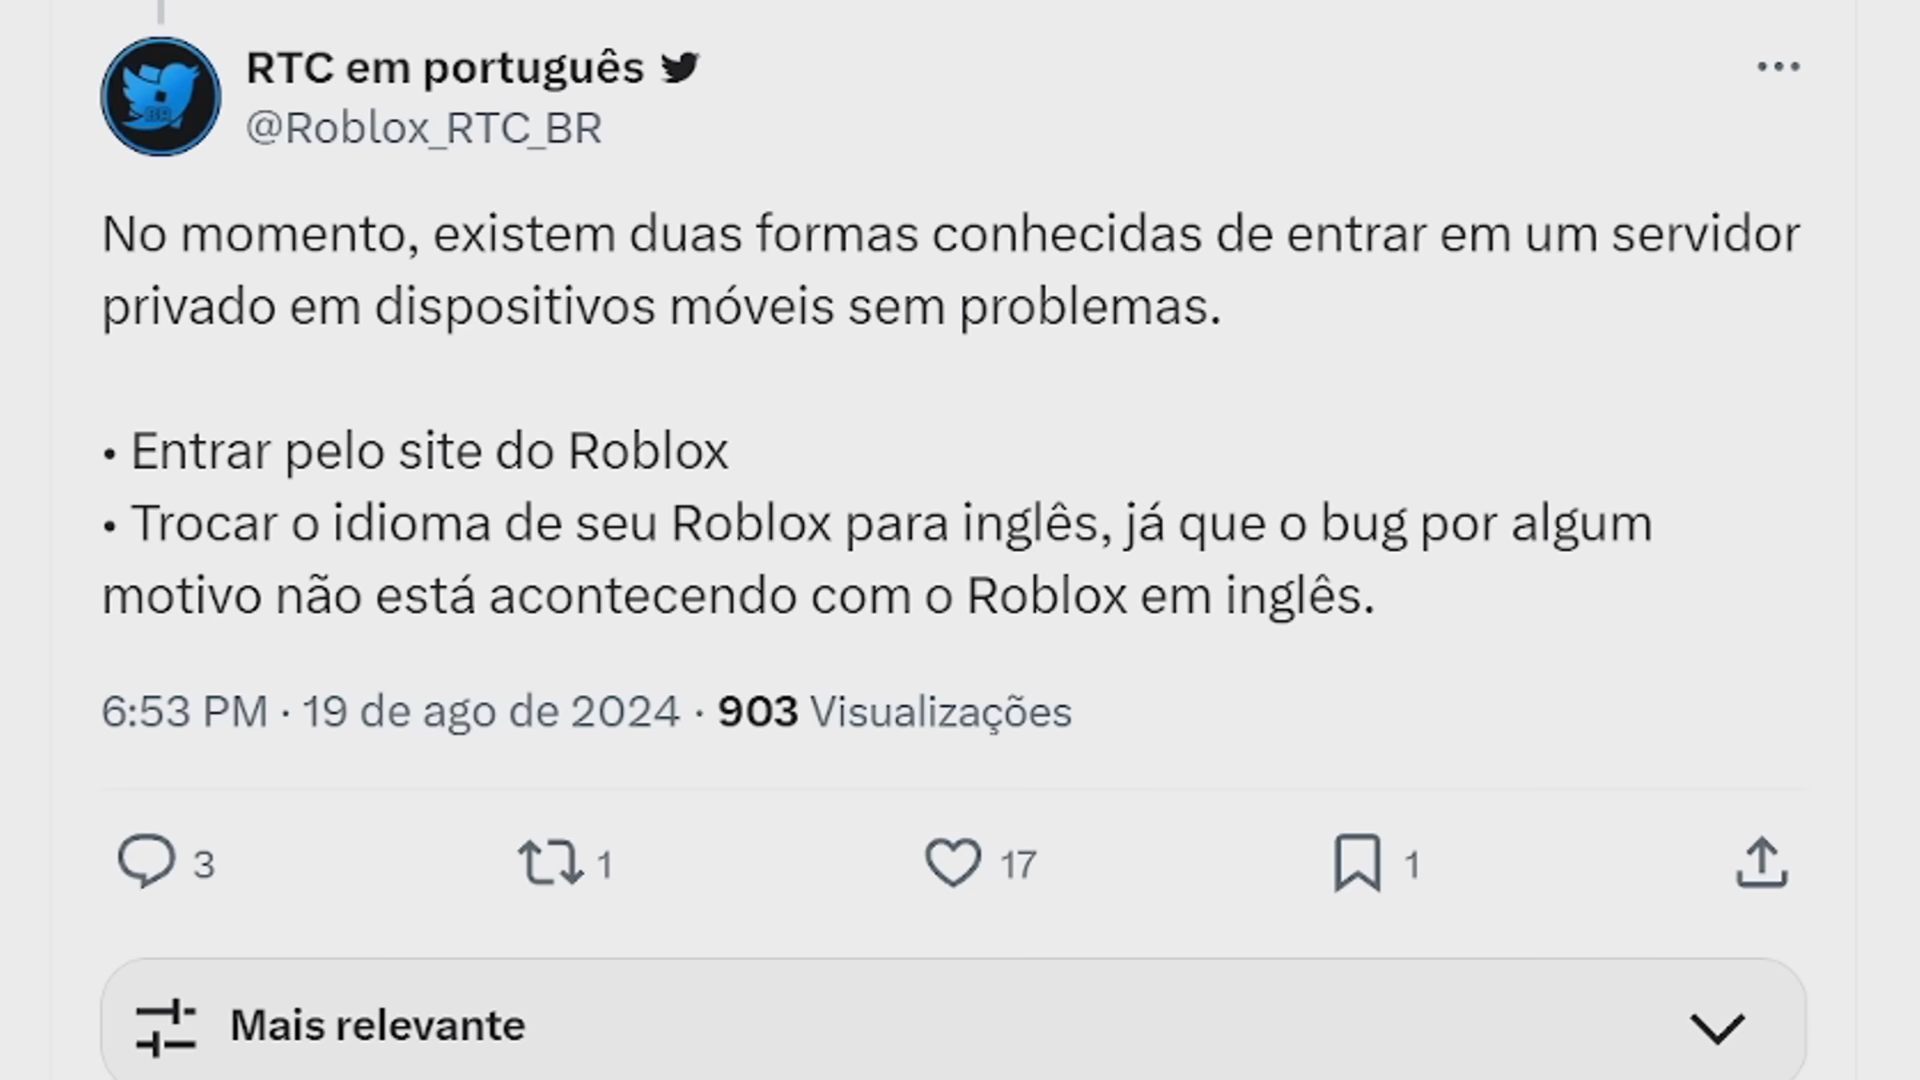 RTC em português
@Roblox_RTC_BR
No momento, existem duas formas conhecidas de entrar em um servidor
privado em dispositivos móveis sem problemas.
• Entrar pelo site do Roblox
• Trocar o idioma de seu Roblox para inglês, já que o bug por algum
motivo não está acontecendo com o Roblox em inglês.
6:53 PM · 19 de ago de 2024 · 903 Visualizações
3 1 17 1
Mais relevante